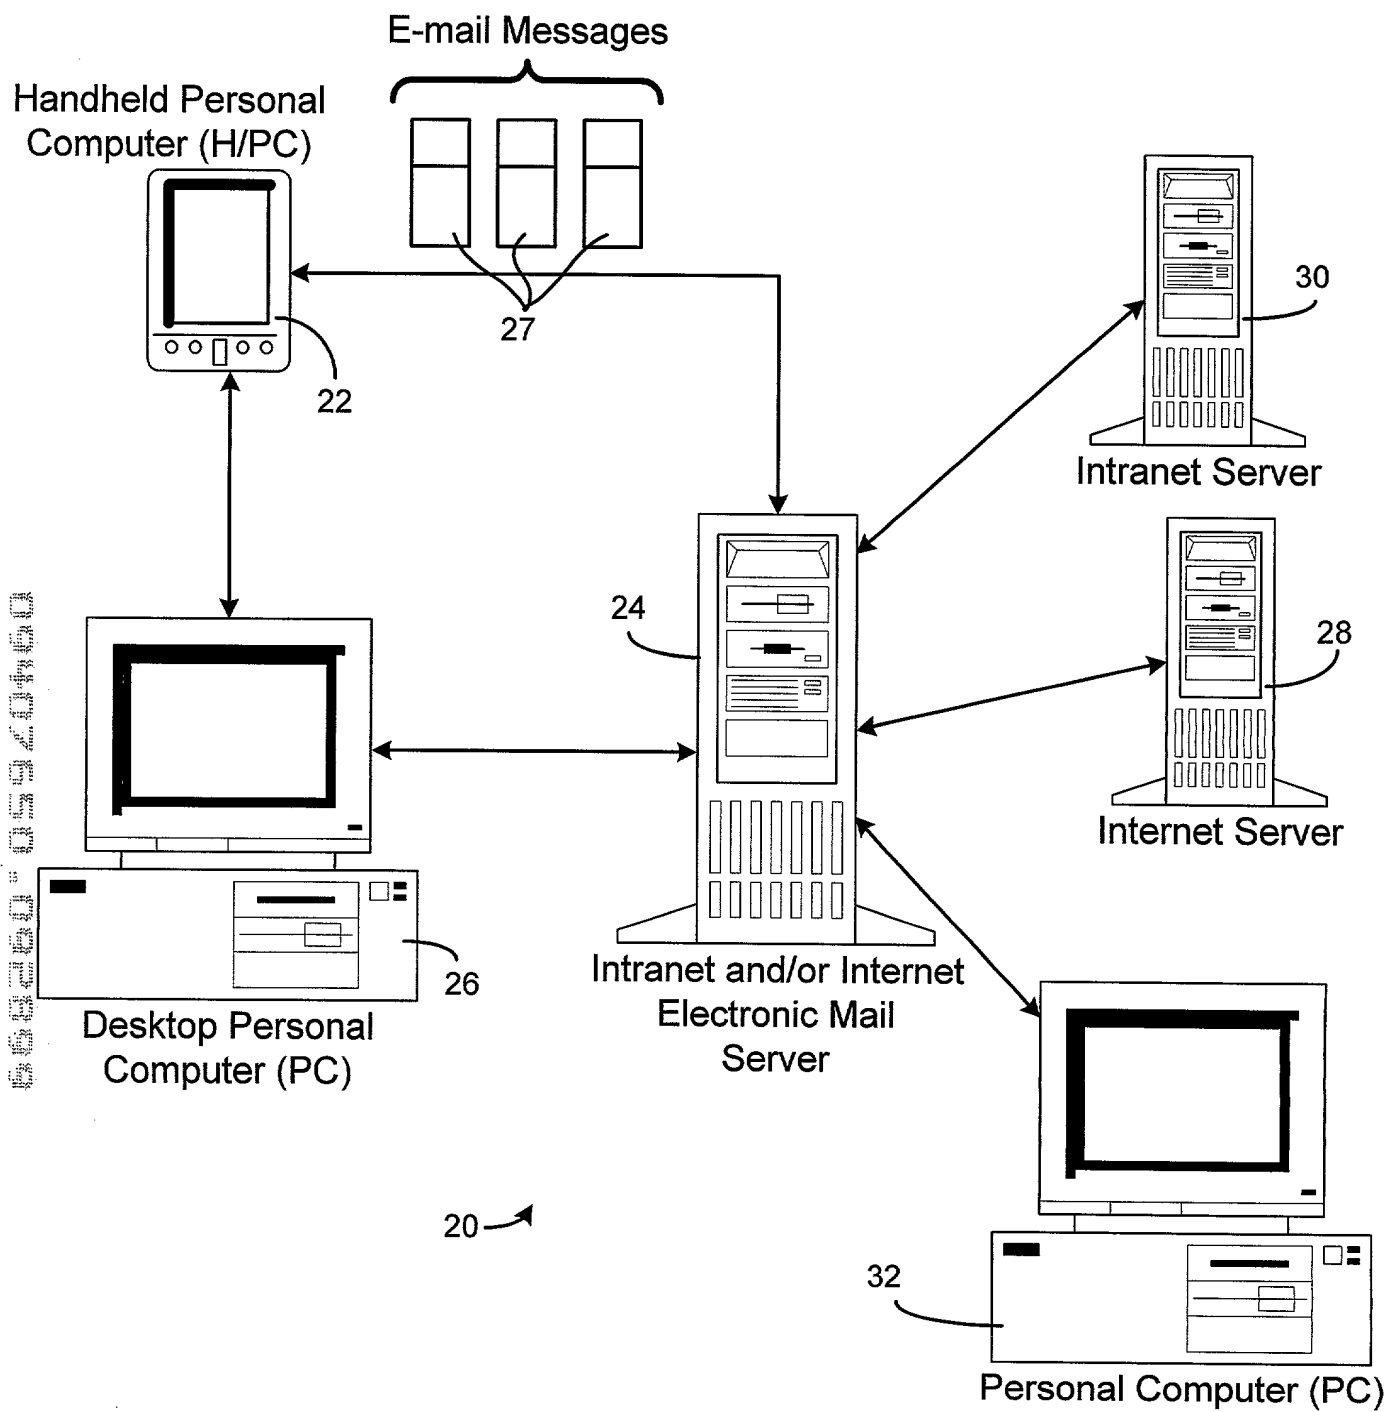 E-mail Messages
Handheld Personal
Computer (H/PC)
27
22
30
Intranet Server
24
28
Internet Server
26
Desktop Personal
Computer (PC)
Intranet and/or Internet
Electronic Mail
Server
20
32
Personal Computer (PC)